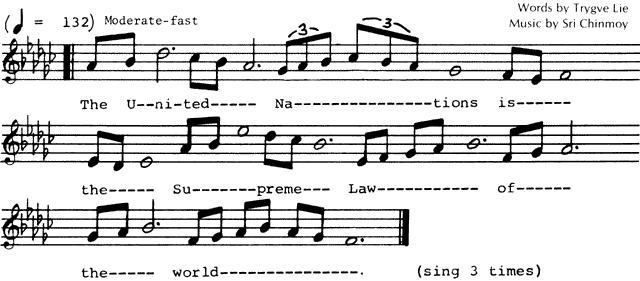 Words by Trygve Lie
(♩ = 132) Moderate-fast Music by Sri Chinmoy
3 3
The U--ni-ted----- Na----------------tions is------
the----- Su-------preme--- Law----------- of------
the----- world---------------. (sing 3 times)